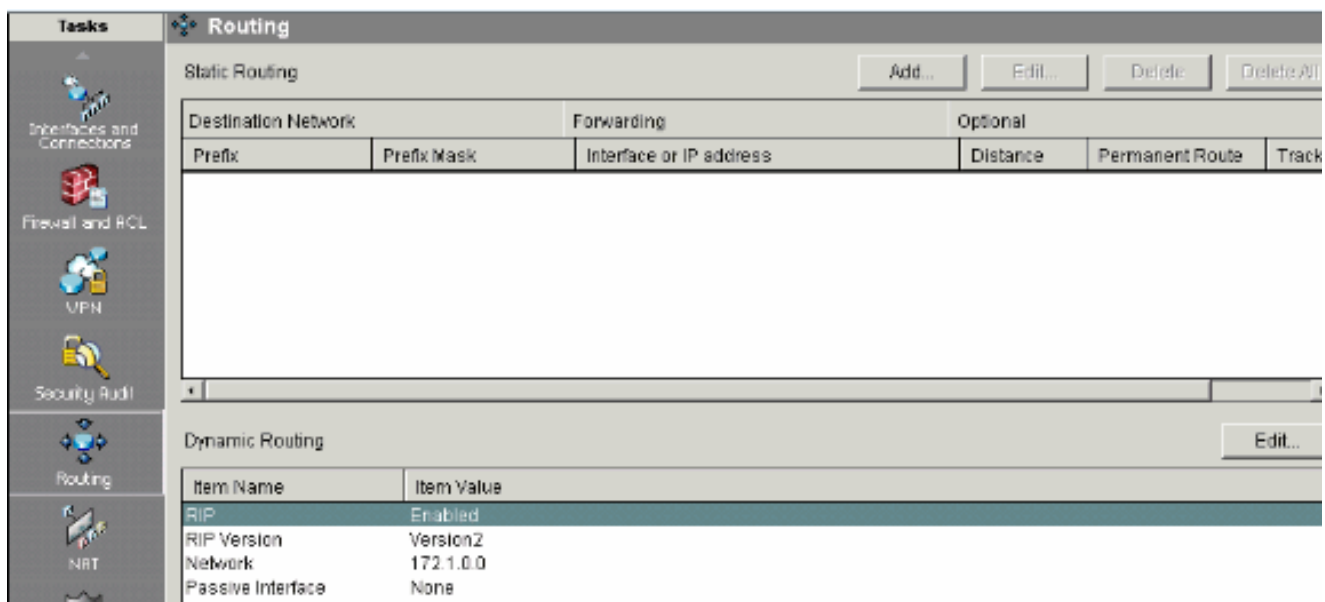 Tasks
Routing
Static Routing
Add...
Edit...
Delete
Delete All
Interfaces and
Connections
Destination Network
Forwarding
Optional
Prefix
Prefix Mask
Interface or IP address
Distance
Permanent Route
Track
Firewall and ACL
VPN
Security Audit
Dynamic Routing
Edit...
Routing
Item Name
Item Value
RIP Enabled
RIP Version Version2
Network 172.1.0.0
Passive Interface None
NAT